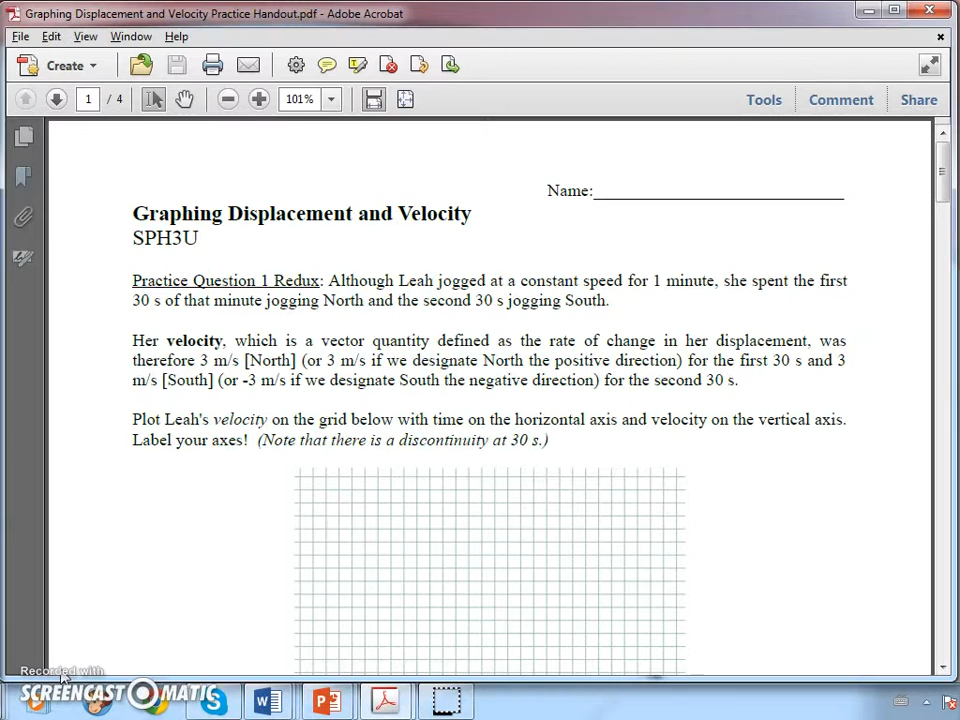 Graphing Displacement and Velocity Practice Handout.pdf - Adobe Acrobat
File Edit View Window Help
Create
1 / 4 101% Tools Comment Share
Name:
Graphing Displacement and Velocity
SPH3U
Practice Question 1 Redux: Although Leah jogged at a constant speed for 1 minute, she spent the first
30 s of that minute jogging North and the second 30 s jogging South.
Her velocity, which is a vector quantity defined as the rate of change in her displacement, was
therefore 3 m/s [North] (or 3 m/s if we designate North the positive direction) for the first 30 s and 3
m/s [South] (or -3 m/s if we designate South the negative direction) for the second 30 s.
Plot Leah's velocity on the grid below with time on the horizontal axis and velocity on the vertical axis.
Label your axes! (Note that there is a discontinuity at 30 s.)
Recorded with
SCREENCAST MATIC